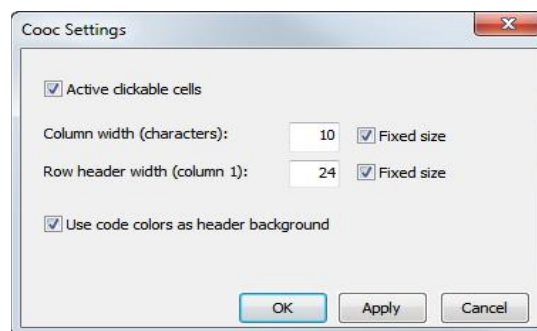 Cooc Settings
Active clickable cells
Column width (characters): 10 Fixed size
Row header width (column 1): 24 Fixed size
Use code colors as header background
OK Apply Cancel